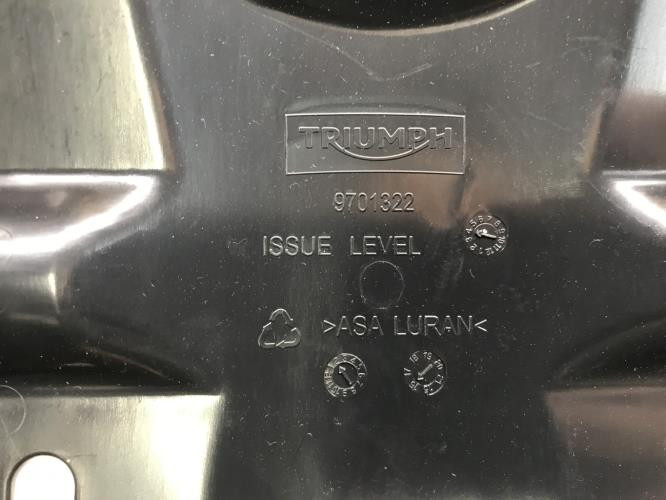 TRIUMPH
9701322
ISSUE LEVEL
>ASA LURAN<